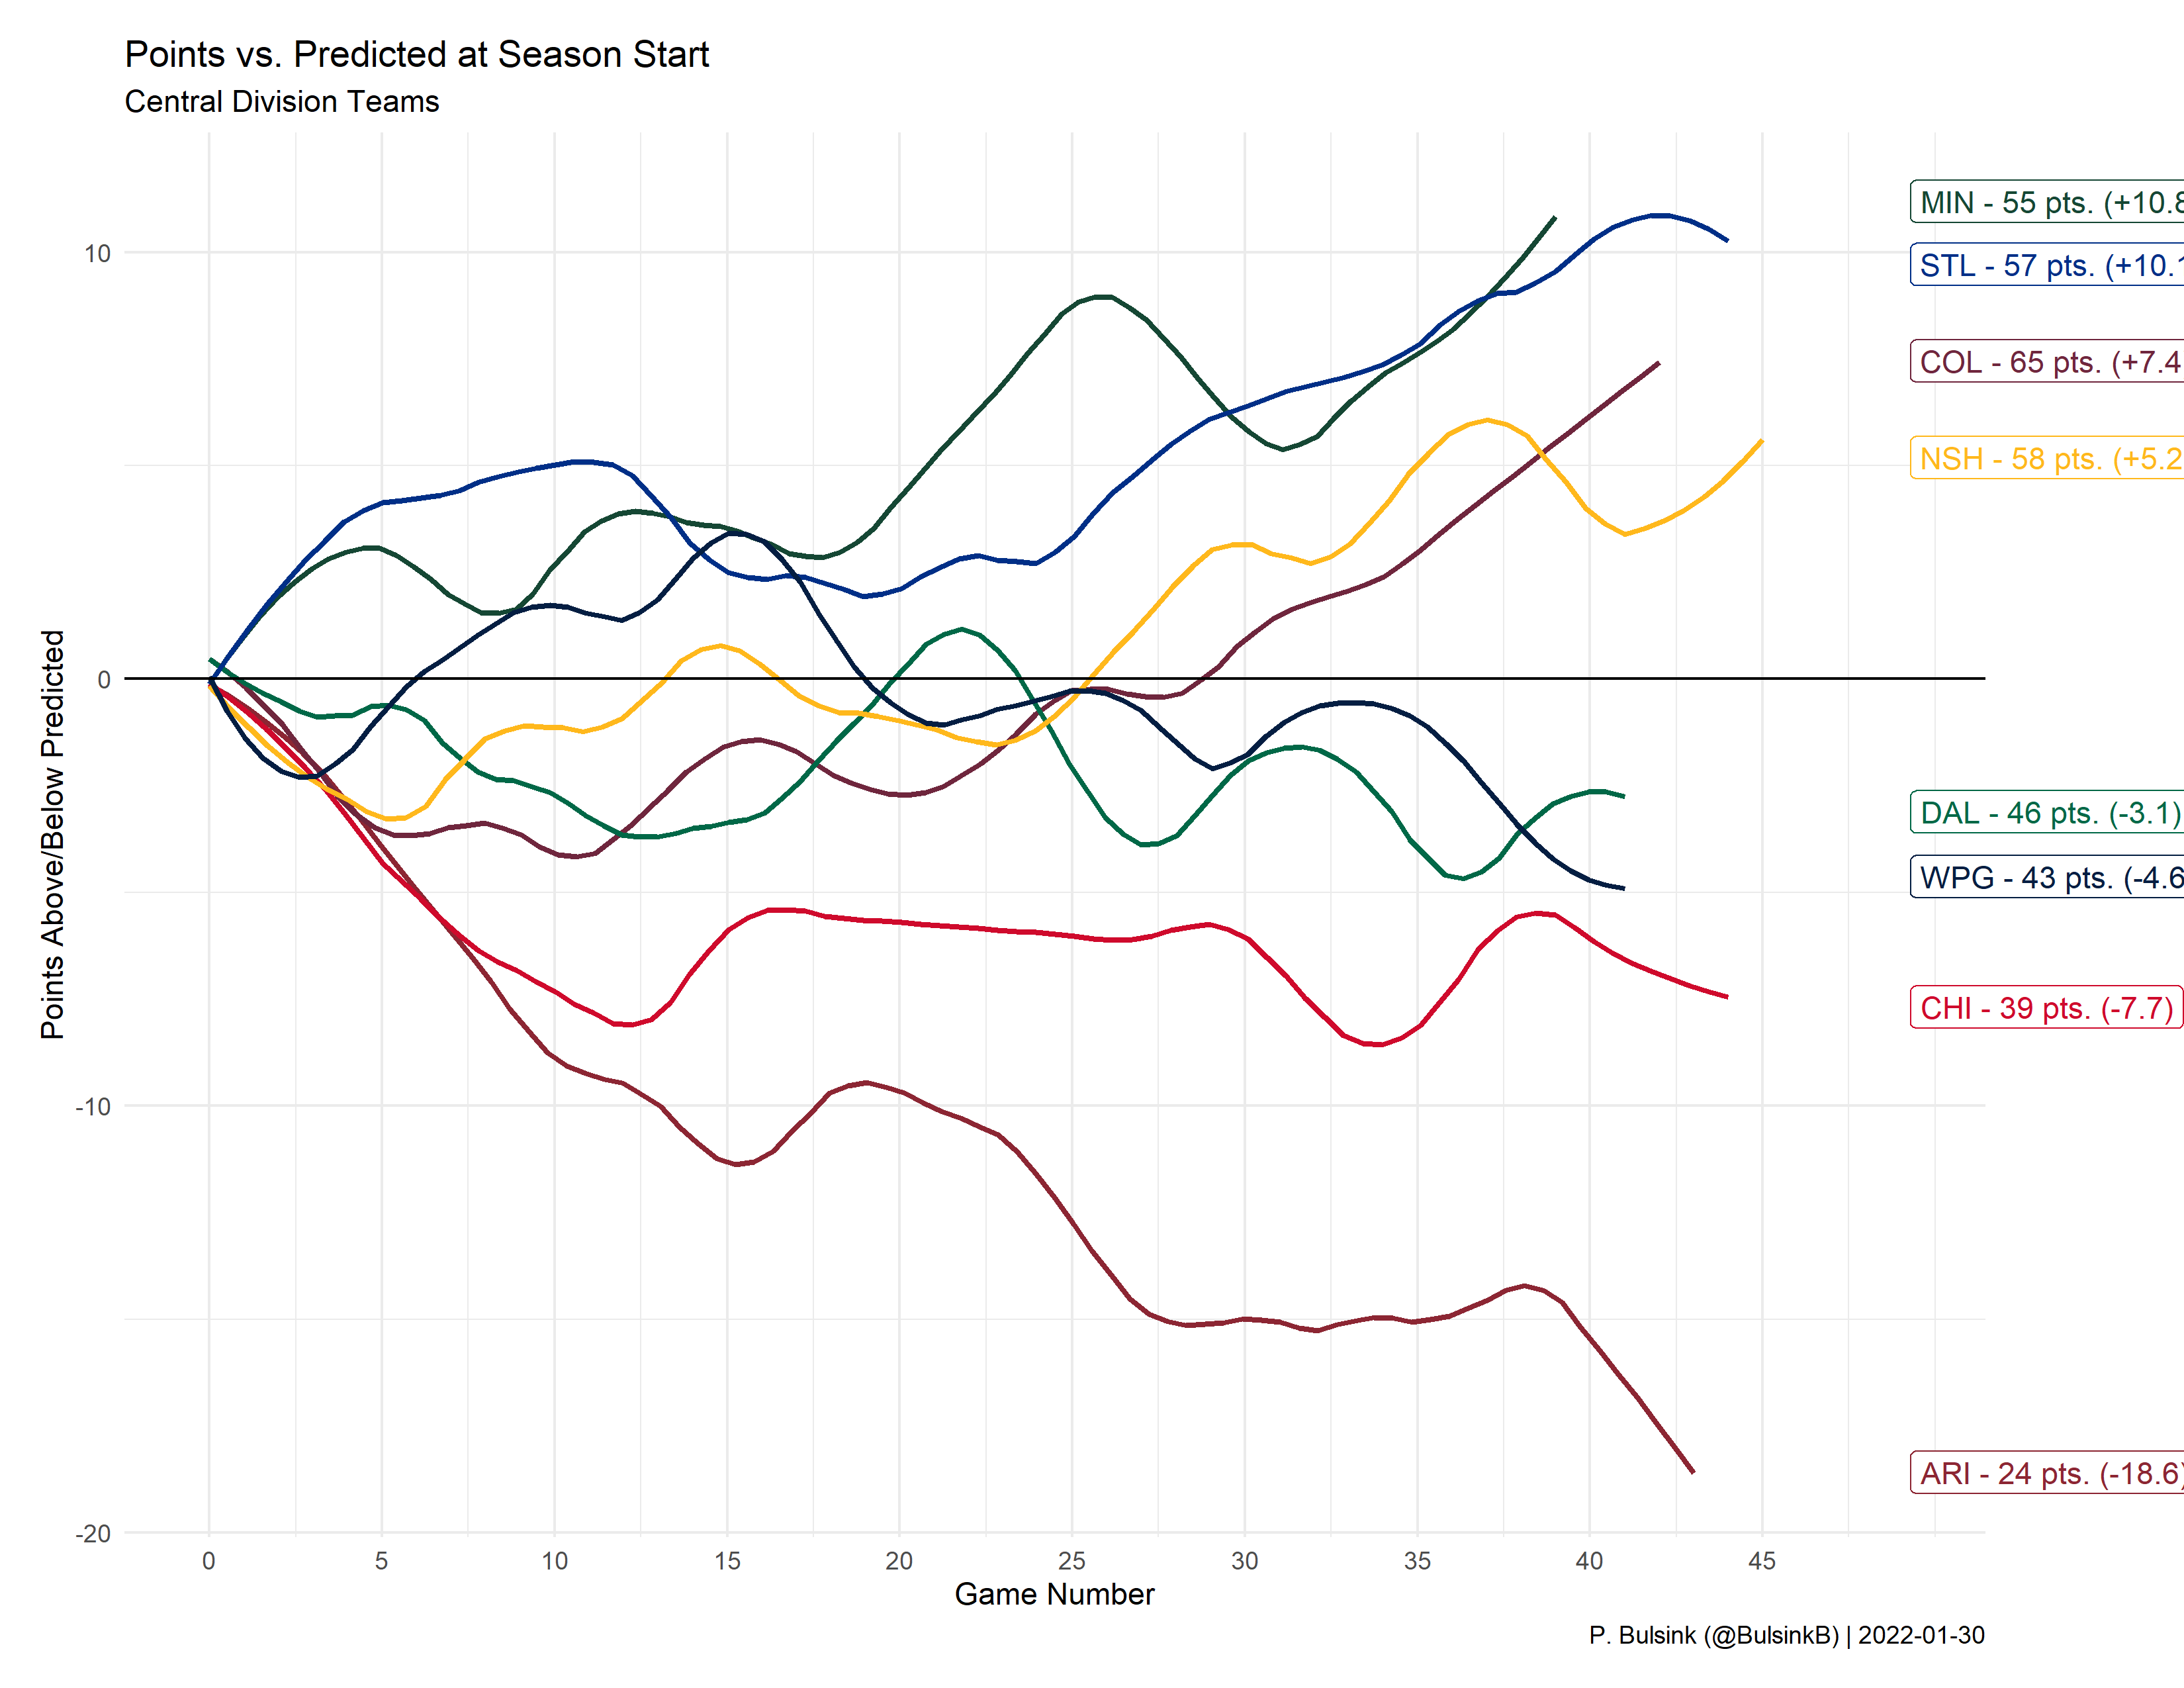 Points vs. Predicted at Season Start
Central Division Teams
Points Above/Below Predicted
10
0
-10
-20
MIN - 55 pts. (+10.8
STL - 57 pts. (+10.1
COL - 65 pts. (+7.4
NSH - 58 pts. (+5.2
DAL - 46 pts. (-3.1)
WPG - 43 pts. (-4.6
CHI - 39 pts. (-7.7)
ARI - 24 pts. (-18.6)
0 5 10 15 20 25 30 35 40 45
Game Number
P. Bulsink (@BulsinkB) | 2022-01-30